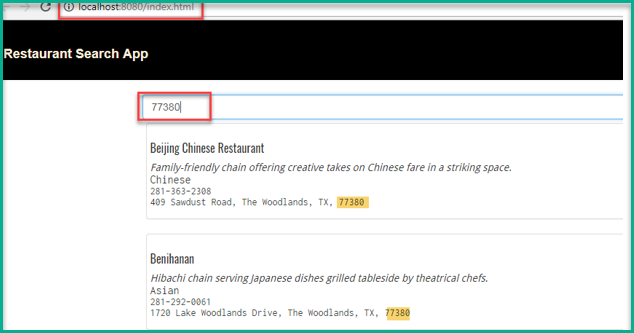 localhost:8080/index.html
Restaurant Search App
77380
Beijing Chinese Restaurant
Family-friendly chain offering creative takes on Chinese fare in a striking space.
Chinese
281-363-2308
409 Sawdust Road, The Woodlands, TX, 77380
Benihanan
Hibachi chain serving Japanese dishes grilled tableside by theatrical chefs.
Asian
281-292-0061
1720 Lake Woodlands Drive, The Woodlands, TX, 77380